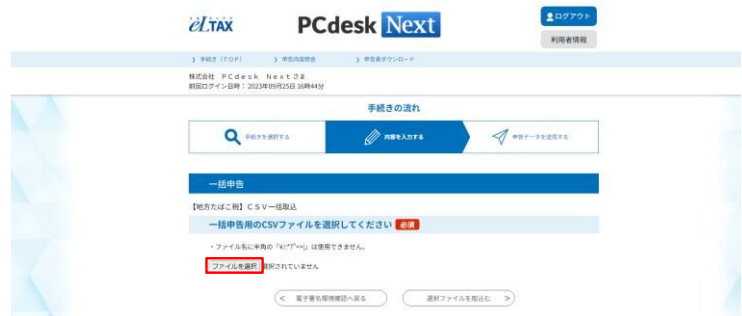 eLTAX PCdesk Next
ログアウト
利用者情報
手続き (TOP) 申告内容照会 申告書ダウンロード
株式会社 PCdesk Nextさま
前回ログイン日時:2023年09月25日 16時44分
手続きの流れ
手続きを選択する 内容を入力する 申告データを送信する
一括申告
【地方たばこ税】CSV一括取込
一括申告用のCSVファイルを選択してください 必須
・ファイル名に半角の『¥/:*?"<>|』は使用できません。
ファイルを選択 選択されていません
< 電子署名環境確認へ戻る 選択ファイルを取込む >